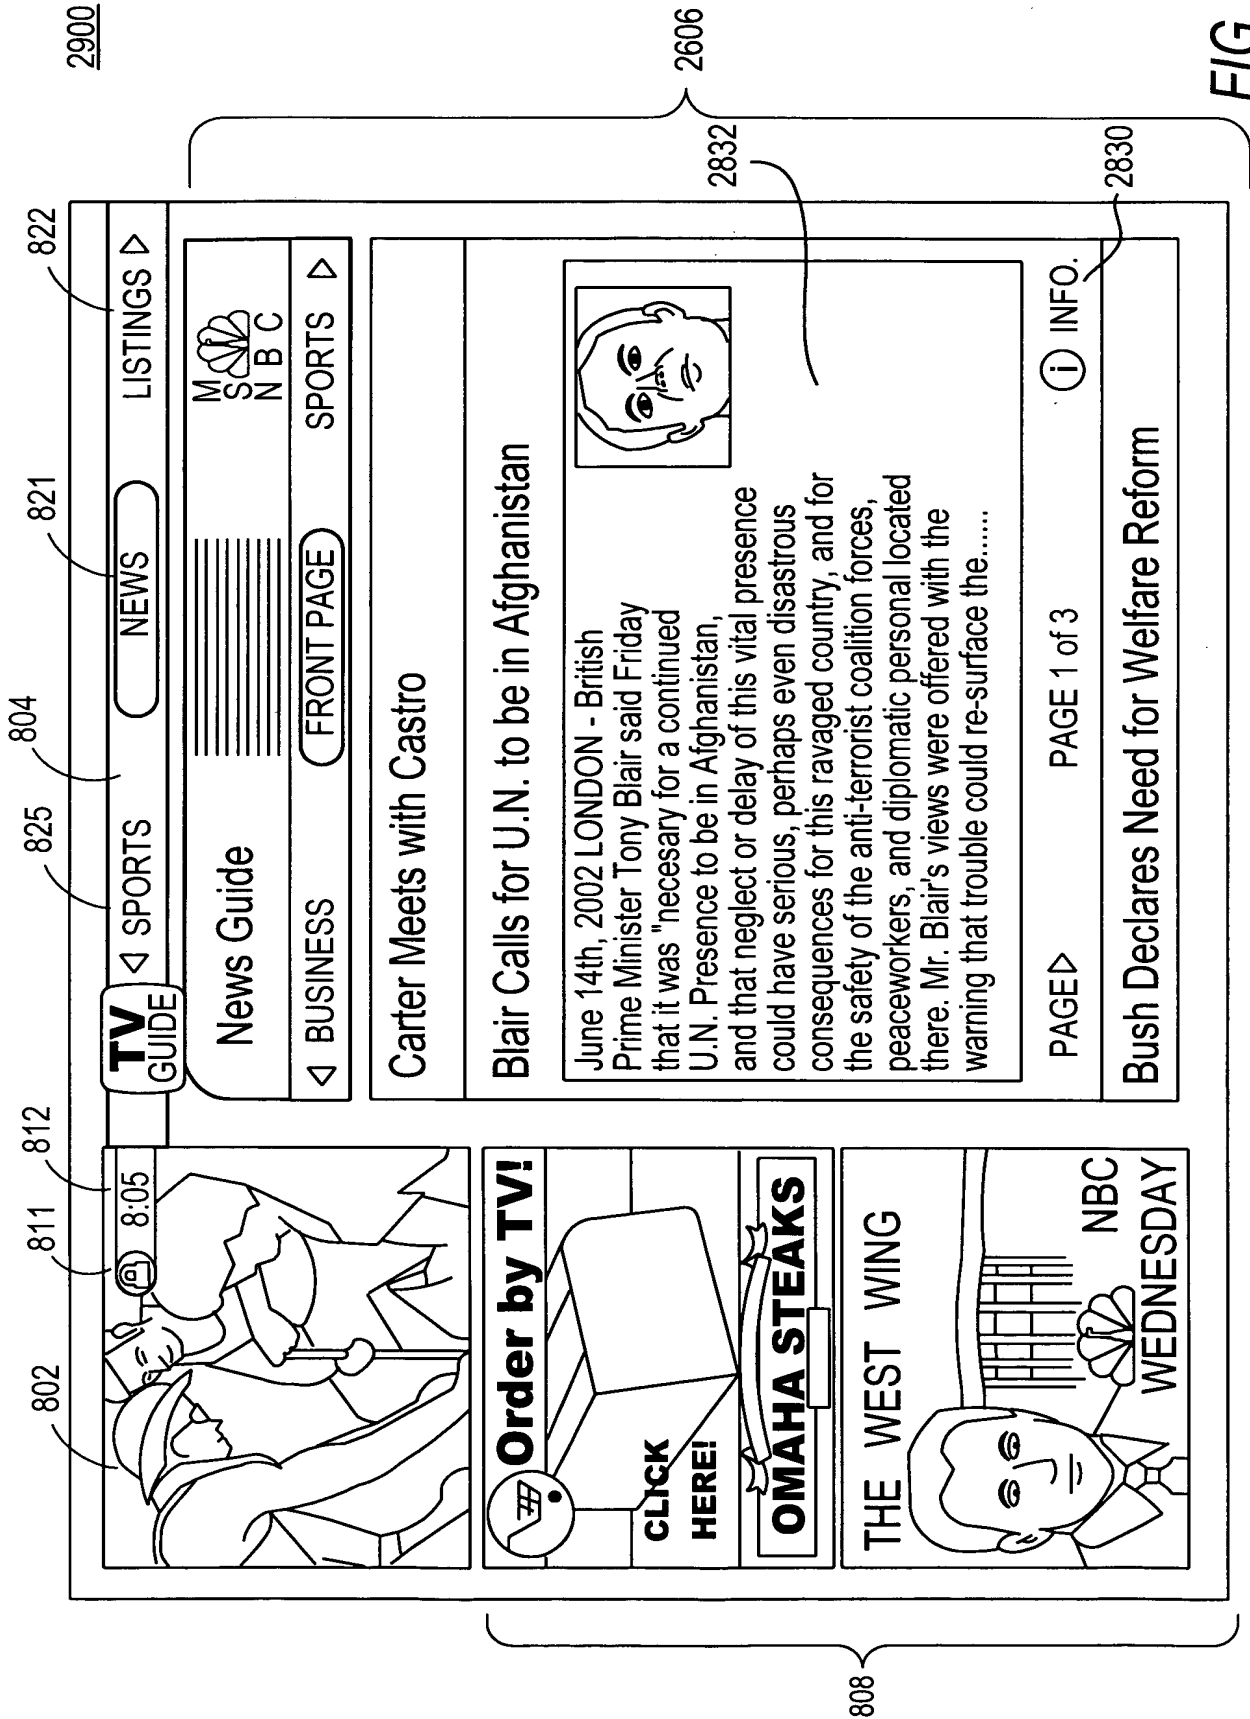 2900
811
812
825
804
821
822
802
8:05
TV
GUIDE
◁ SPORTS
NEWS
LISTINGS ▷
News Guide
M
S
N B C
◁ BUSINESS
FRONT PAGE
SPORTS ▷
2606
Carter Meets with Castro
Blair Calls for U.N. to be in Afghanistan
June 14th, 2002 LONDON - British
Prime Minister Tony Blair said Friday
that it was "necesary for a continued
U.N. Presence to be in Afghanistan,
and that neglect or delay of this vital presence
could have serious, perhaps even disastrous
consequences for this ravaged country, and for
the safety of the anti-terrorist coalition forces,
peaceworkers, and diplomatic personal located
there. Mr. Blair's views were offered with the
warning that trouble could re-surface the.....
2832
PAGE▷
PAGE 1 of 3
i INFO.
2830
Bush Declares Need for Welfare Reform
Order by TV!
CLICK
HERE!
OMAHA STEAKS
THE WEST WING
NBC
WEDNESDAY
808
FIG